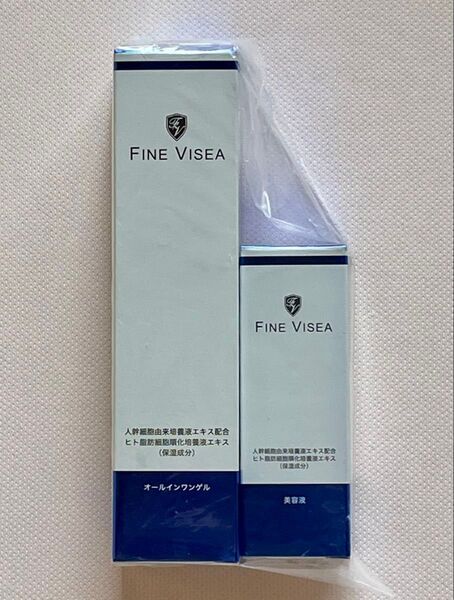 FV
FINE VISEA
人幹細胞由来培養液エキス配合
ヒト脂肪細胞順化培養液エキス
(保湿成分)
オールインワンゲル
FV
FINE VISEA
人幹細胞由来培養液エキス配合
ヒト脂肪細胞順化培養液エキス
(保湿成分)
美容液